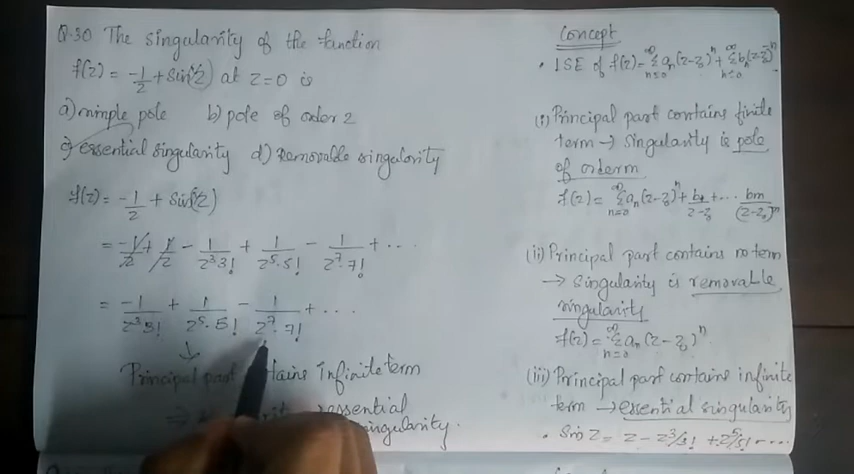 Q.30 The singularity of the function
f(z) = -1/z + sin(1/z) at z=0 is
a) simple pole b) pole of order 2
c) essential singularity d) Removable singularity
f(z) = -1/z + sin(1/z)
= -1/z + 1/z - 1/z³3! + 1/z⁵·5! - 1/z⁷·7! + ...
= -1/z³3! + 1/z⁵·5! - 1/z⁷·7! + ...
↓
Principal part infinite term
essential
singularity.
Concept
• LSE of f(z) = ∞Σn=0 aₙ(z-z₀)ⁿ + ∞Σn=0 bₙ(z-z₀)⁻ⁿ
(i) Principal part contains finite
term → singularity is pole
of order m
f(z) = ∞Σn=0 aₙ(z-z₀)ⁿ + b₁/z-z₀ + ... bm/(z-z₀)ᵐ
(ii) Principal part contains no term
→ singularity is removable
singularity
f(z) = ∞Σn=0 aₙ(z-z₀)ⁿ
(iii) Principal part contains infinite
term → essential singularity
• Sin z = z - z³/3! + z⁵/5! ...